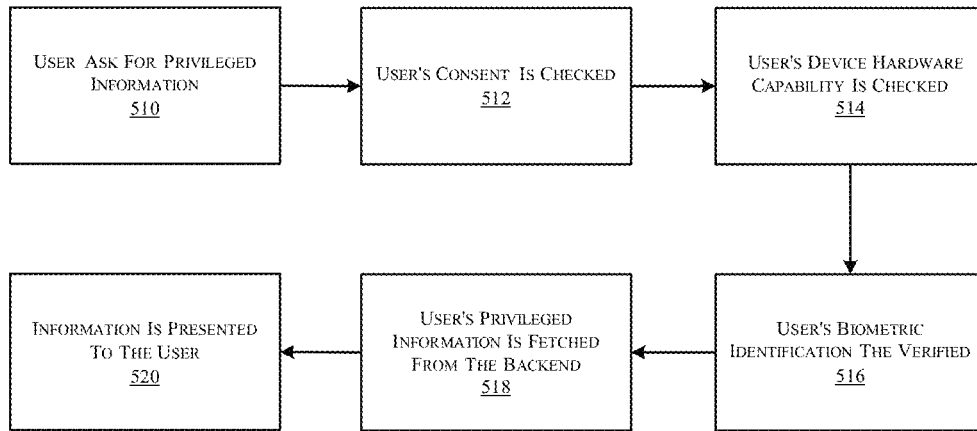 USER ASK FOR PRIVILEGED
INFORMATION
510
USER'S CONSENT IS CHECKED
512
USER'S DEVICE HARDWARE
CAPABILITY IS CHECKED
514
USER'S BIOMETRIC
IDENTIFICATION THE VERIFIED
516
USER'S PRIVILEGED
INFORMATION IS FETCHED
FROM THE BACKEND
518
INFORMATION IS PRESENTED
TO THE USER
520